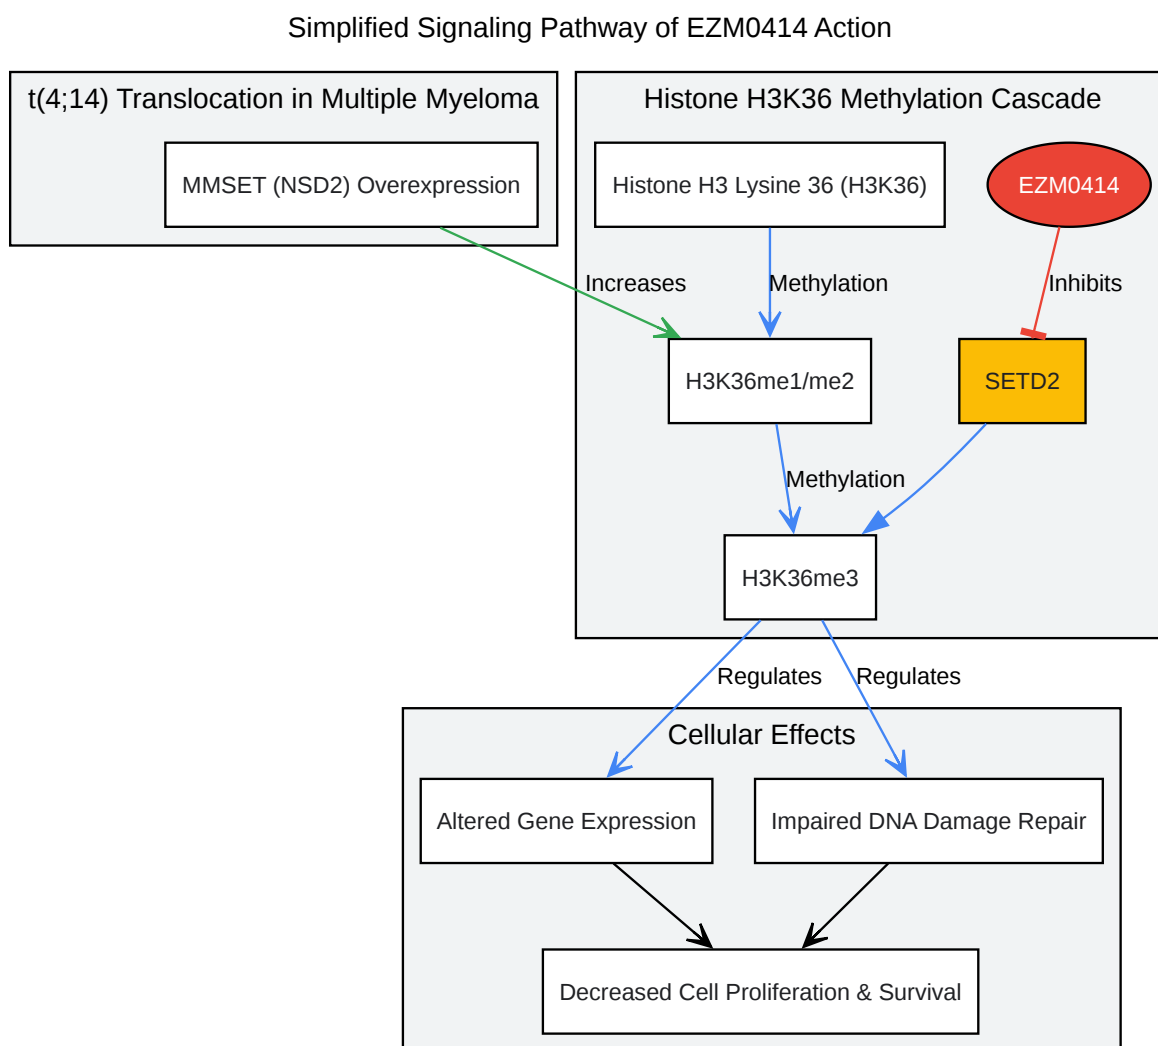 Simplified Signaling Pathway of EZM0414 Action
t(4;14) Translocation in Multiple Myeloma
Histone H3K36 Methylation Cascade
MMSET (NSD2) Overexpression
Histone H3 Lysine 36 (H3K36)
EZM0414
Increases
Methylation
Inhibits
H3K36me1/me2
SETD2
Methylation
H3K36me3
Regulates
Regulates
Cellular Effects
Altered Gene Expression
Impaired DNA Damage Repair
Decreased Cell Proliferation & Survival